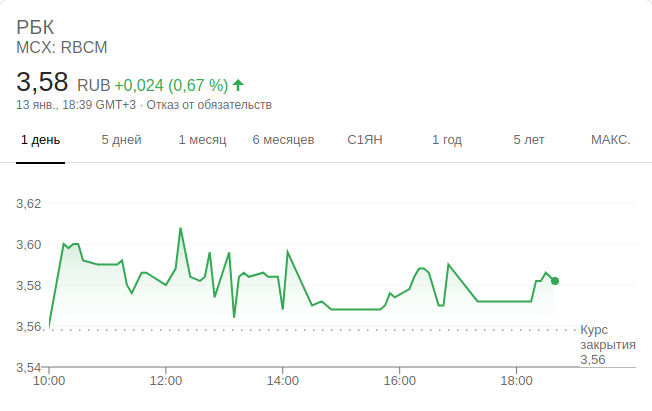 РБК
MCX: RBCM
3,58 RUB +0,024 (0,67 %)
13 янв., 18:39 GMT+3 · Отказ от обязательств
1 день 5 дней 1 месяц 6 месяцев С1ЯН 1 год 5 лет МАКС.
3,62
3,60
3,58
3,56
3,54
Курс
закрытия
3,56
10:00 12:00 14:00 16:00 18:00